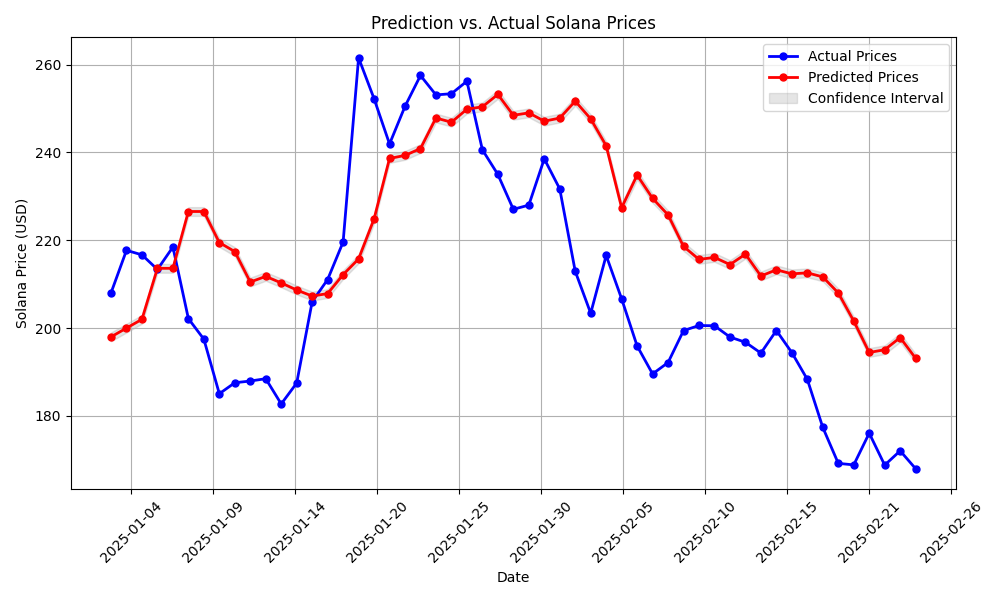 Prediction vs. Actual Solana Prices
Actual Prices
Predicted Prices
Confidence Interval
Solana Price (USD)
260
240
220
200
180
2025-01-04
2025-01-09
2025-01-14
2025-01-20
2025-01-25
2025-01-30
2025-02-05
2025-02-10
2025-02-15
2025-02-21
2025-02-26
Date